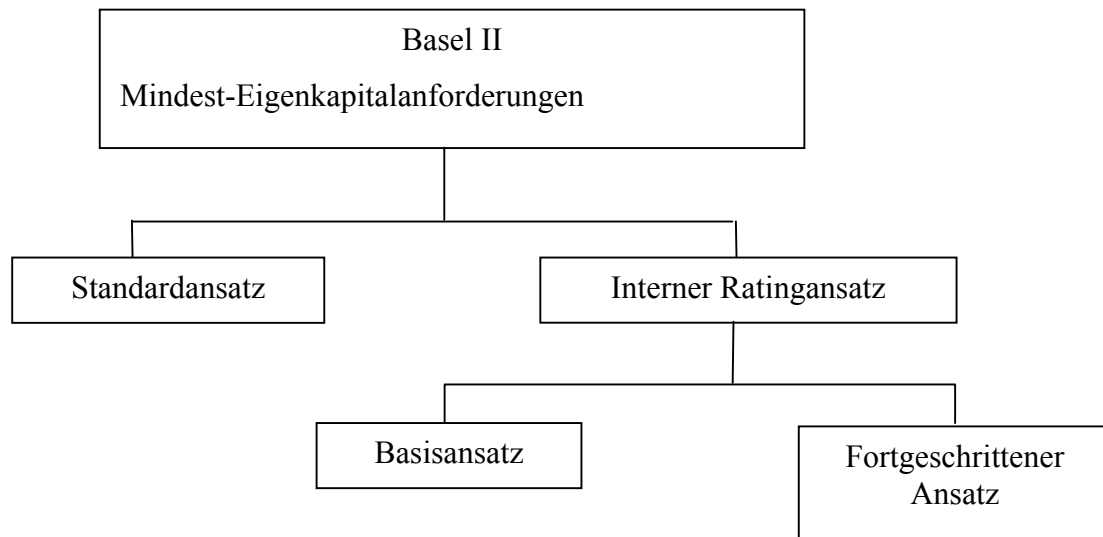 Basel II
Mindest-Eigenkapitalanforderungen
Standardansatz
Interner Ratingansatz
Basisansatz
Fortgeschrittener
Ansatz